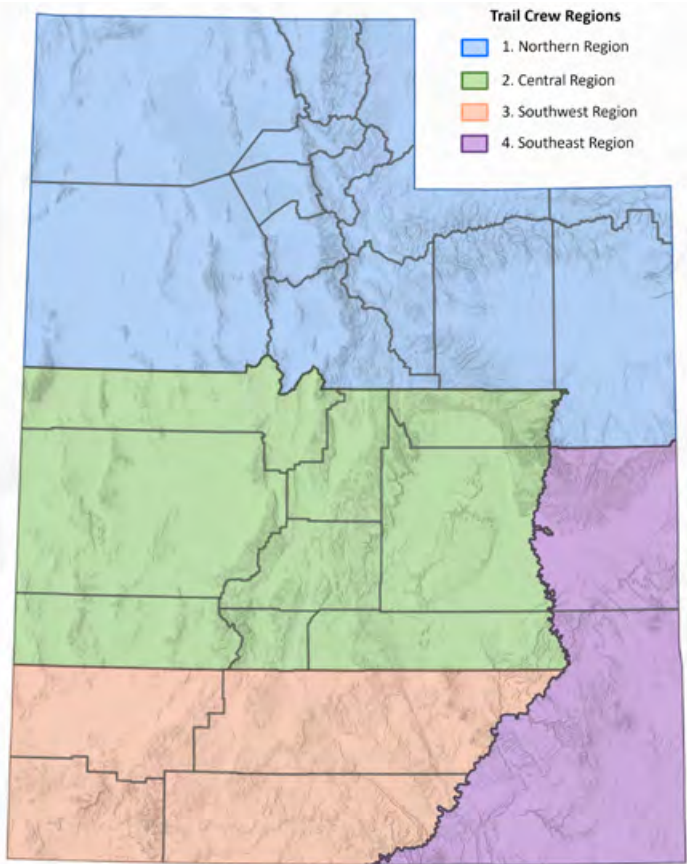 Trail Crew Regions
1. Northern Region
2. Central Region
3. Southwest Region
4. Southeast Region